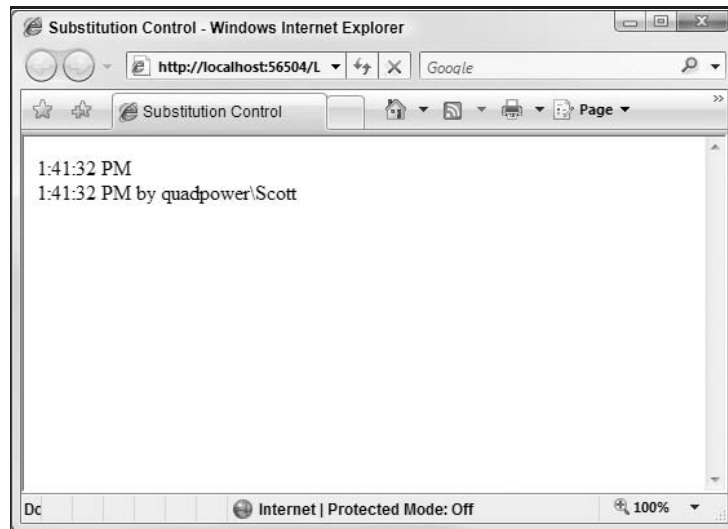 Substitution Control - Windows Internet Explorer
http://localhost:56504/L
Google
Substitution Control
Page
1:41:32 PM
1:41:32 PM by quadpower\Scott
Dc
Internet | Protected Mode: Off
100%